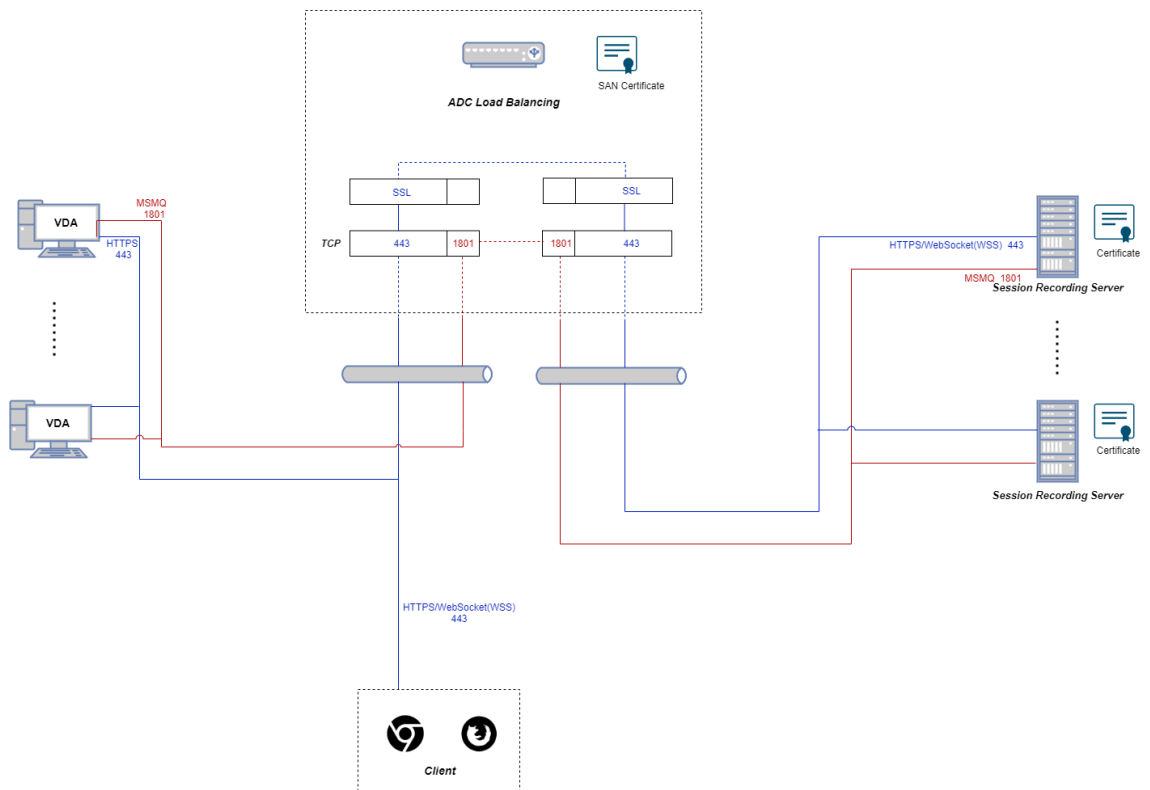 SAN Certificate
ADC Load Balancing
SSL
SSL
TCP
443
1801
1801
443
VDA
MSMQ
1801
HTTPS
443
VDA
HTTPS/WebSocket(WSS) 443
MSMQ 1801
Certificate
Session Recording Server
Certificate
Session Recording Server
HTTPS/WebSocket(WSS)
443
Client